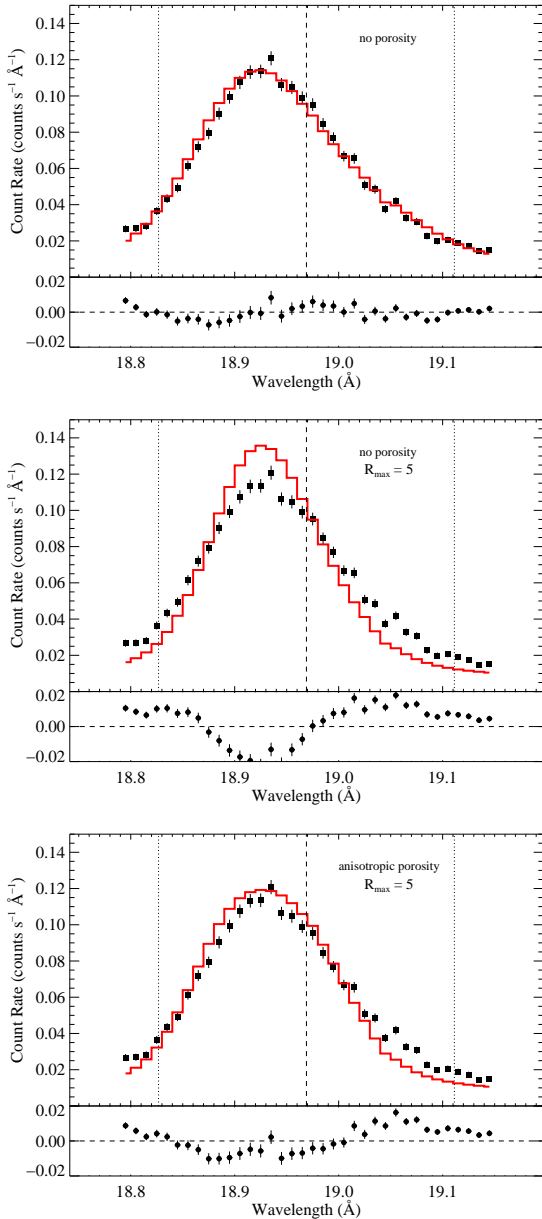 0.14
no porosity
0.12
0.10
0.08
0.06
0.04
0.02
Count Rate (counts s⁻¹ Å⁻¹)
0.02
0.00
−0.02
18.8 18.9 19.0 19.1
Wavelength (Å)
0.14
no porosity
R_max = 5
0.12
0.10
0.08
0.06
0.04
0.02
Count Rate (counts s⁻¹ Å⁻¹)
0.02
0.00
−0.02
18.8 18.9 19.0 19.1
Wavelength (Å)
0.14
anisotropic porosity
R_max = 5
0.12
0.10
0.08
0.06
0.04
0.02
Count Rate (counts s⁻¹ Å⁻¹)
0.02
0.00
−0.02
18.8 18.9 19.0 19.1
Wavelength (Å)